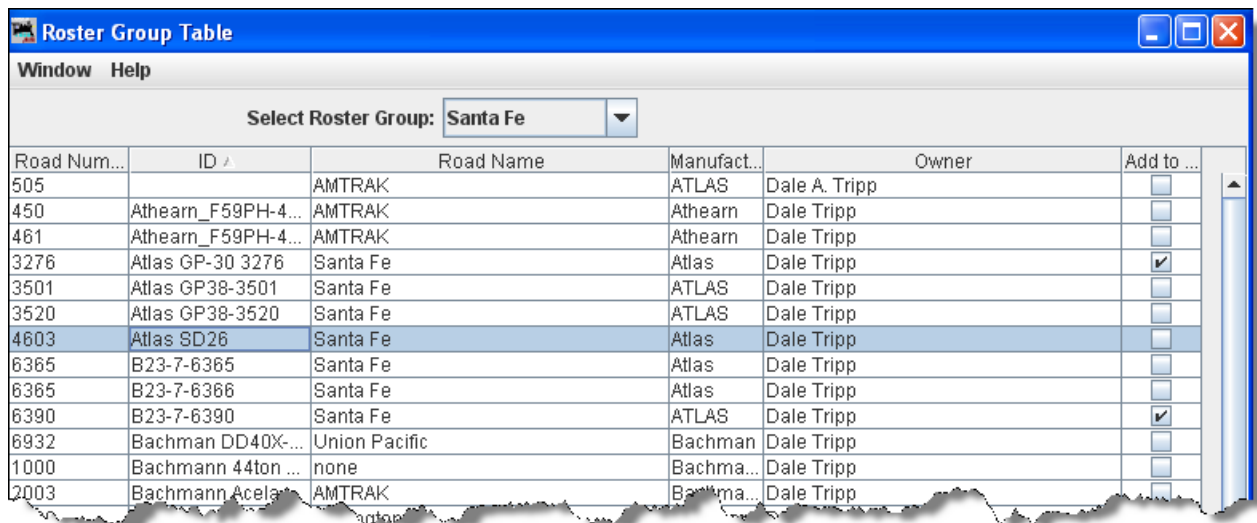 Roster Group Table
Window Help
Select Roster Group: Santa Fe
Road Num... ID Road Name Manufact... Owner Add to ...
505 AMTRAK ATLAS Dale A. Tripp
450 Athearn_F59PH-4... AMTRAK Athearn Dale Tripp
461 Athearn_F59PH-4... AMTRAK Athearn Dale Tripp
3276 Atlas GP-30 3276 Santa Fe Atlas Dale Tripp
3501 Atlas GP38-3501 Santa Fe ATLAS Dale Tripp
3520 Atlas GP38-3520 Santa Fe ATLAS Dale Tripp
4603 Atlas SD26 Santa Fe Atlas Dale Tripp
6365 B23-7-6365 Santa Fe Atlas Dale Tripp
6365 B23-7-6366 Santa Fe Atlas Dale Tripp
6390 B23-7-6390 Santa Fe ATLAS Dale Tripp
6932 Bachman DD40X-... Union Pacific Bachman Dale Tripp
1000 Bachmann 44ton ... none Bachma... Dale Tripp
2003 Bachmann Acela AMTRAK Bachma... Dale Tripp